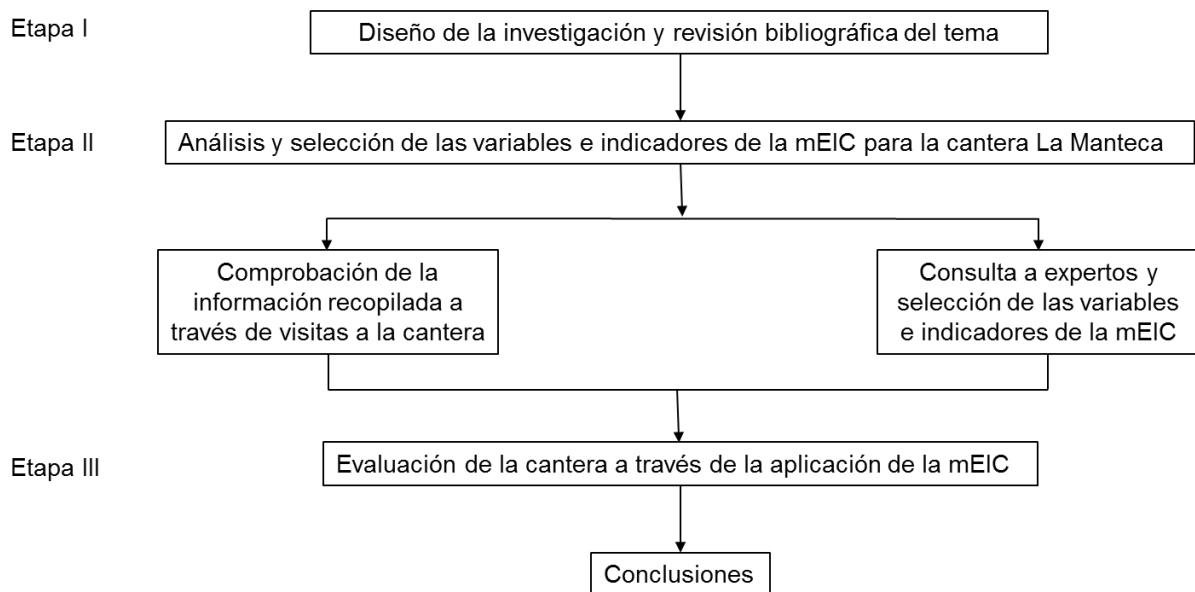 Etapa I
Diseño de la investigación y revisión bibliográfica del tema
Etapa II
Análisis y selección de las variables e indicadores de la mEIC para la cantera La Manteca
Comprobación de la
información recopilada a
través de visitas a la cantera
Consulta a expertos y
selección de las variables
e indicadores de la mEIC
Etapa III
Evaluación de la cantera a través de la aplicación de la mEIC
Conclusiones